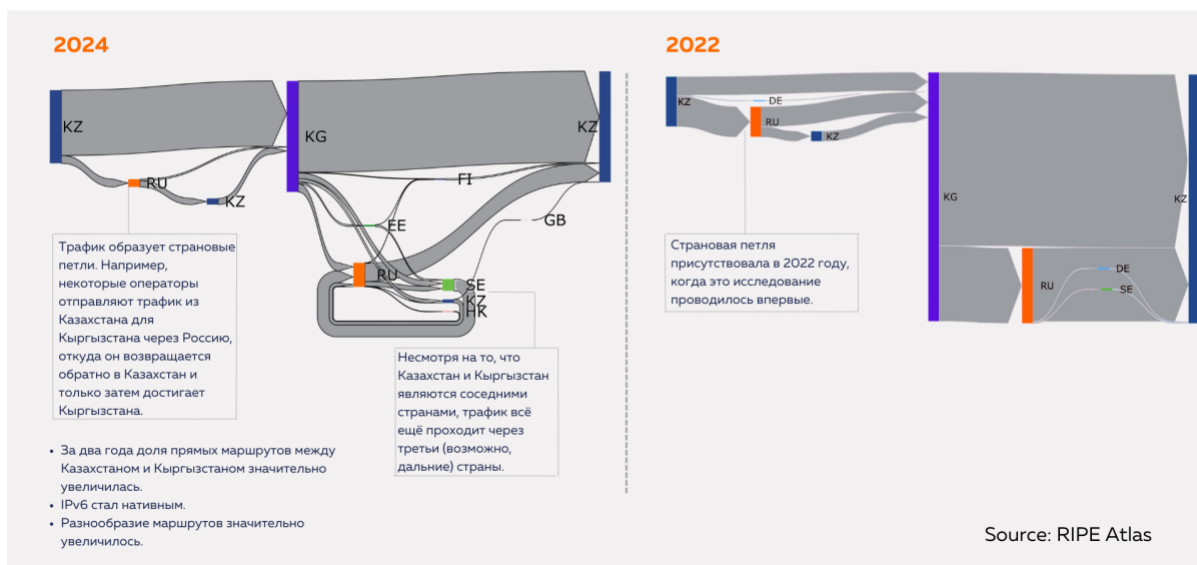 2024
KZ
RU
KZ
KG
KZ
FI
EE
GB
RU
SE
KZ
HK
Трафик образует страновые
петли. Например,
некоторые операторы
отправляют трафик из
Казахстана для
Кыргызстана через Россию,
откуда он возвращается
обратно в Казахстан и
только затем достигает
Кыргызстана.
Несмотря на то, что
Казахстан и Кыргызстан
являются соседними
странами, трафик всё
ещё проходит через
третьи (возможно,
дальние) страны.
• За два года доля прямых маршрутов между
Казахстаном и Кыргызстаном значительно
увеличилась.
• IPv6 стал нативным.
• Разнообразие маршрутов значительно
увеличилось.
2022
KZ
DE
RU
KZ
KG
KZ
RU
DE
SE
Страновая петля
присутствовала в 2022 году,
когда это исследование
проводилось впервые.
Source: RIPE Atlas